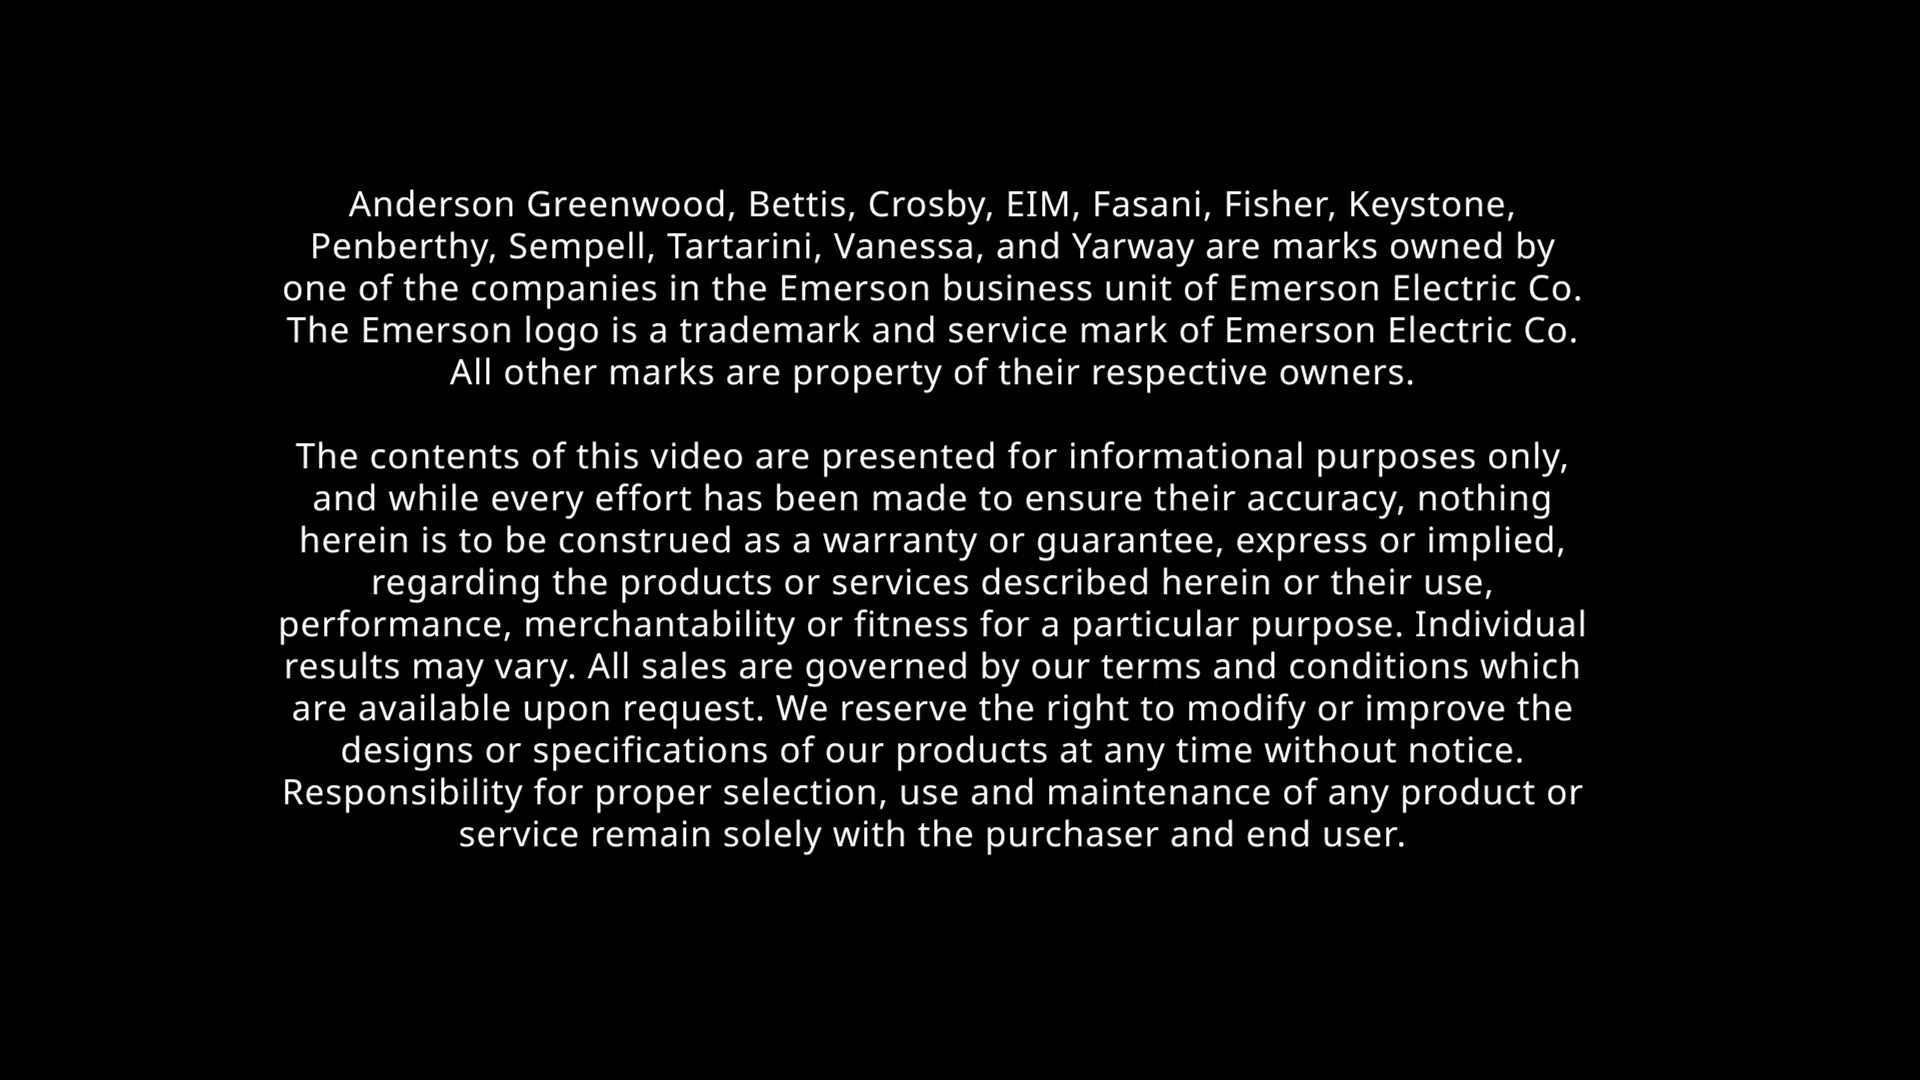 Anderson Greenwood, Bettis, Crosby, EIM, Fasani, Fisher, Keystone,
Penberthy, Sempell, Tartarini, Vanessa, and Yarway are marks owned by
one of the companies in the Emerson business unit of Emerson Electric Co.
The Emerson logo is a trademark and service mark of Emerson Electric Co.
All other marks are property of their respective owners.
The contents of this video are presented for informational purposes only,
and while every effort has been made to ensure their accuracy, nothing
herein is to be construed as a warranty or guarantee, express or implied,
regarding the products or services described herein or their use,
performance, merchantability or fitness for a particular purpose. Individual
results may vary. All sales are governed by our terms and conditions which
are available upon request. We reserve the right to modify or improve the
designs or specifications of our products at any time without notice.
Responsibility for proper selection, use and maintenance of any product or
service remain solely with the purchaser and end user.